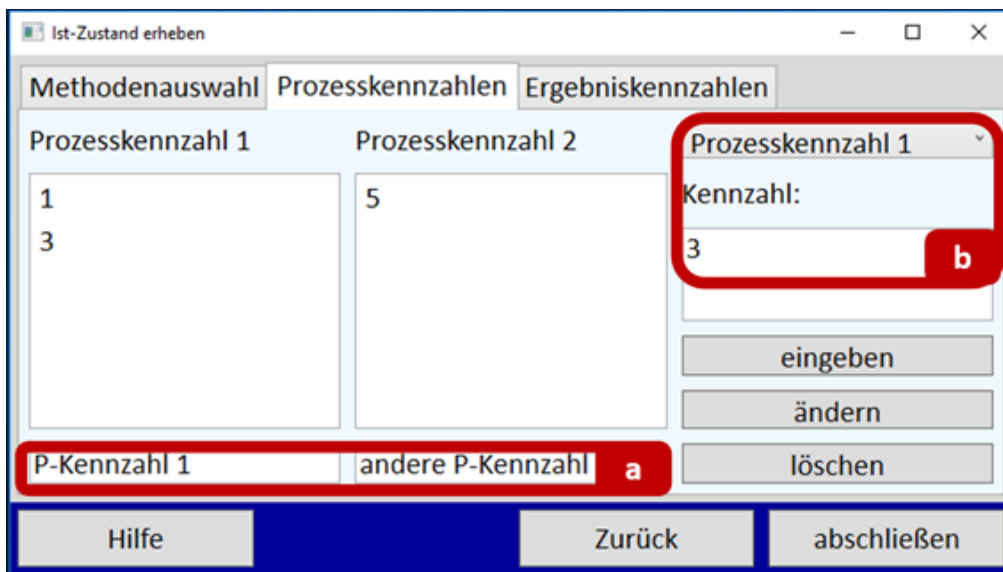 Ist-Zustand erheben
Methodenauswahl Prozesskennzahlen Ergebniskennzahlen
Prozesskennzahl 1
Prozesskennzahl 2
Prozesskennzahl 1
1
3
5
Kennzahl:
3
b
eingeben
ändern
löschen
P-Kennzahl 1
andere P-Kennzahl
a
Hilfe
Zurück
abschließen